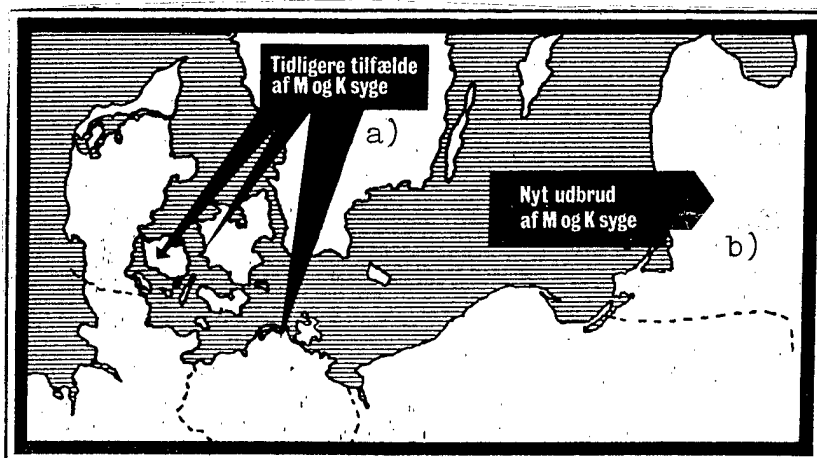 Tidligere tilfælde
af M og K syge
a)
Nyt udbrud
af M og K syge
b)